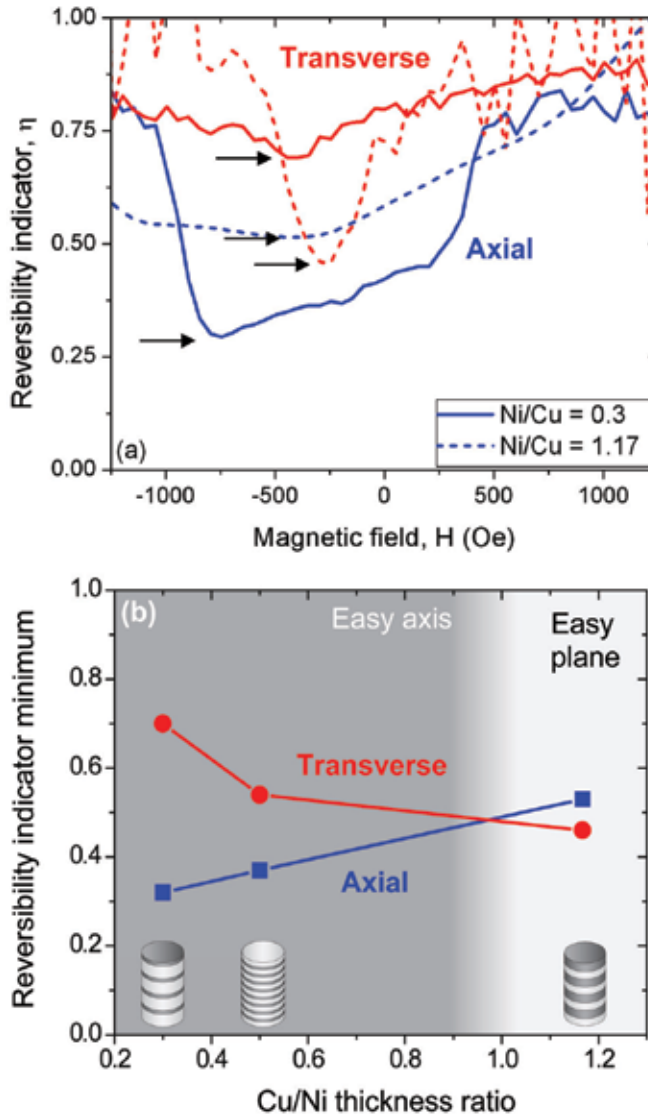 1.00
0.75
0.50
0.25
0.00
Reversibility indicator, η
Transverse
Axial
Ni/Cu = 0.3
Ni/Cu = 1.17
(a)
-1000 -500 0 500 1000
Magnetic field, H (Oe)
1.0
0.8
0.6
0.4
0.2
0.0
Reversibility indicator minimum
(b)
Easy axis
Easy
plane
Transverse
Axial
0.2 0.4 0.6 0.8 1.0 1.2
Cu/Ni thickness ratio